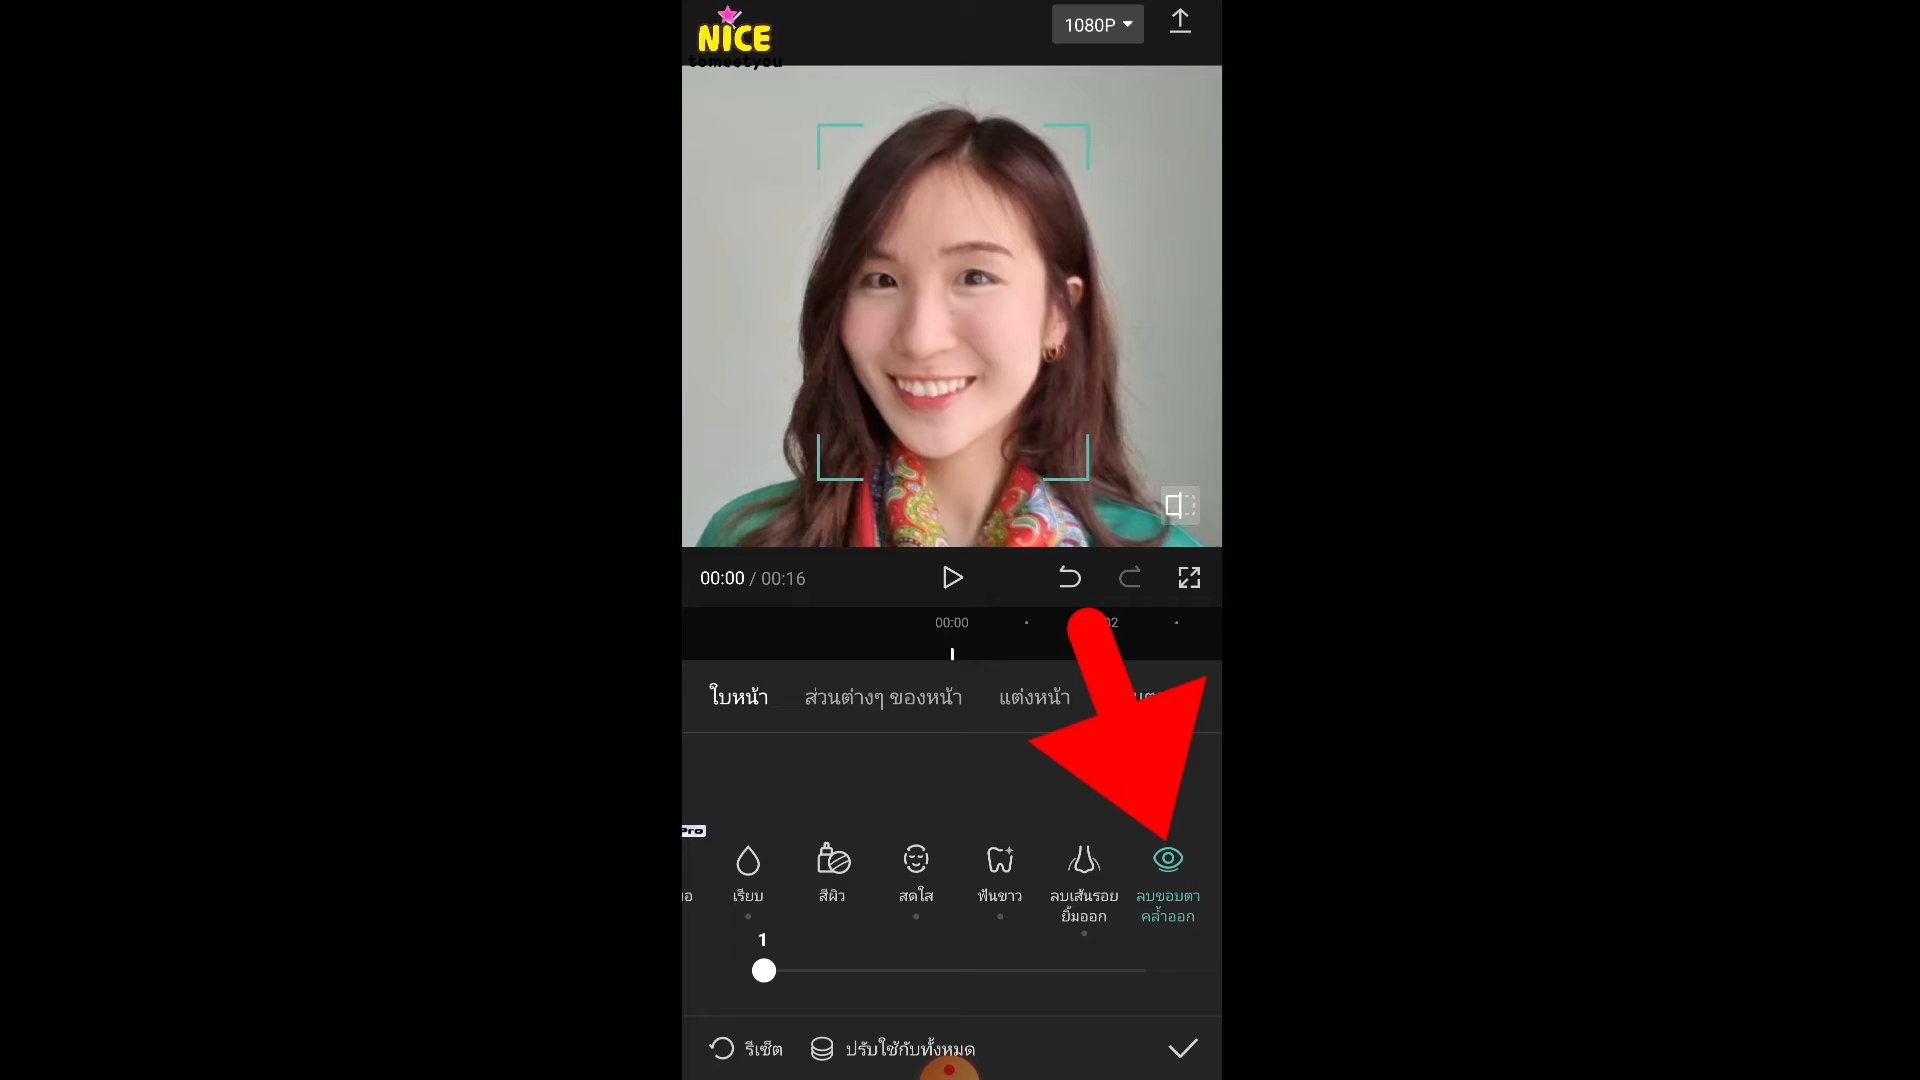 NICE
tomeetyou
1080P
00:00 / 00:16
00:00
02
ใบหน้า ส่วนต่างๆ ของหน้า แต่งหน้า
Pro
เรียบ สีผิว สดใส ฟันขาว ลบเส้นรอยยิ้มออก ลบขอบตาคล้ำออก
1
รีเซ็ต ปรับใช้กับทั้งหมด